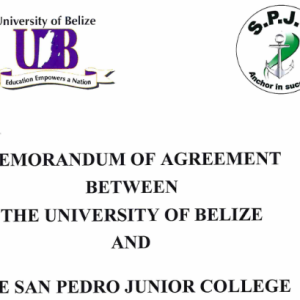 University of Belize
UB
Education Empowers a Nation
S.P.J.
Anchor in suc
EMORANDUM OF AGREEMENT
BETWEEN
THE UNIVERSITY OF BELIZE
AND
E SAN PEDRO JUNIOR COLLEGE